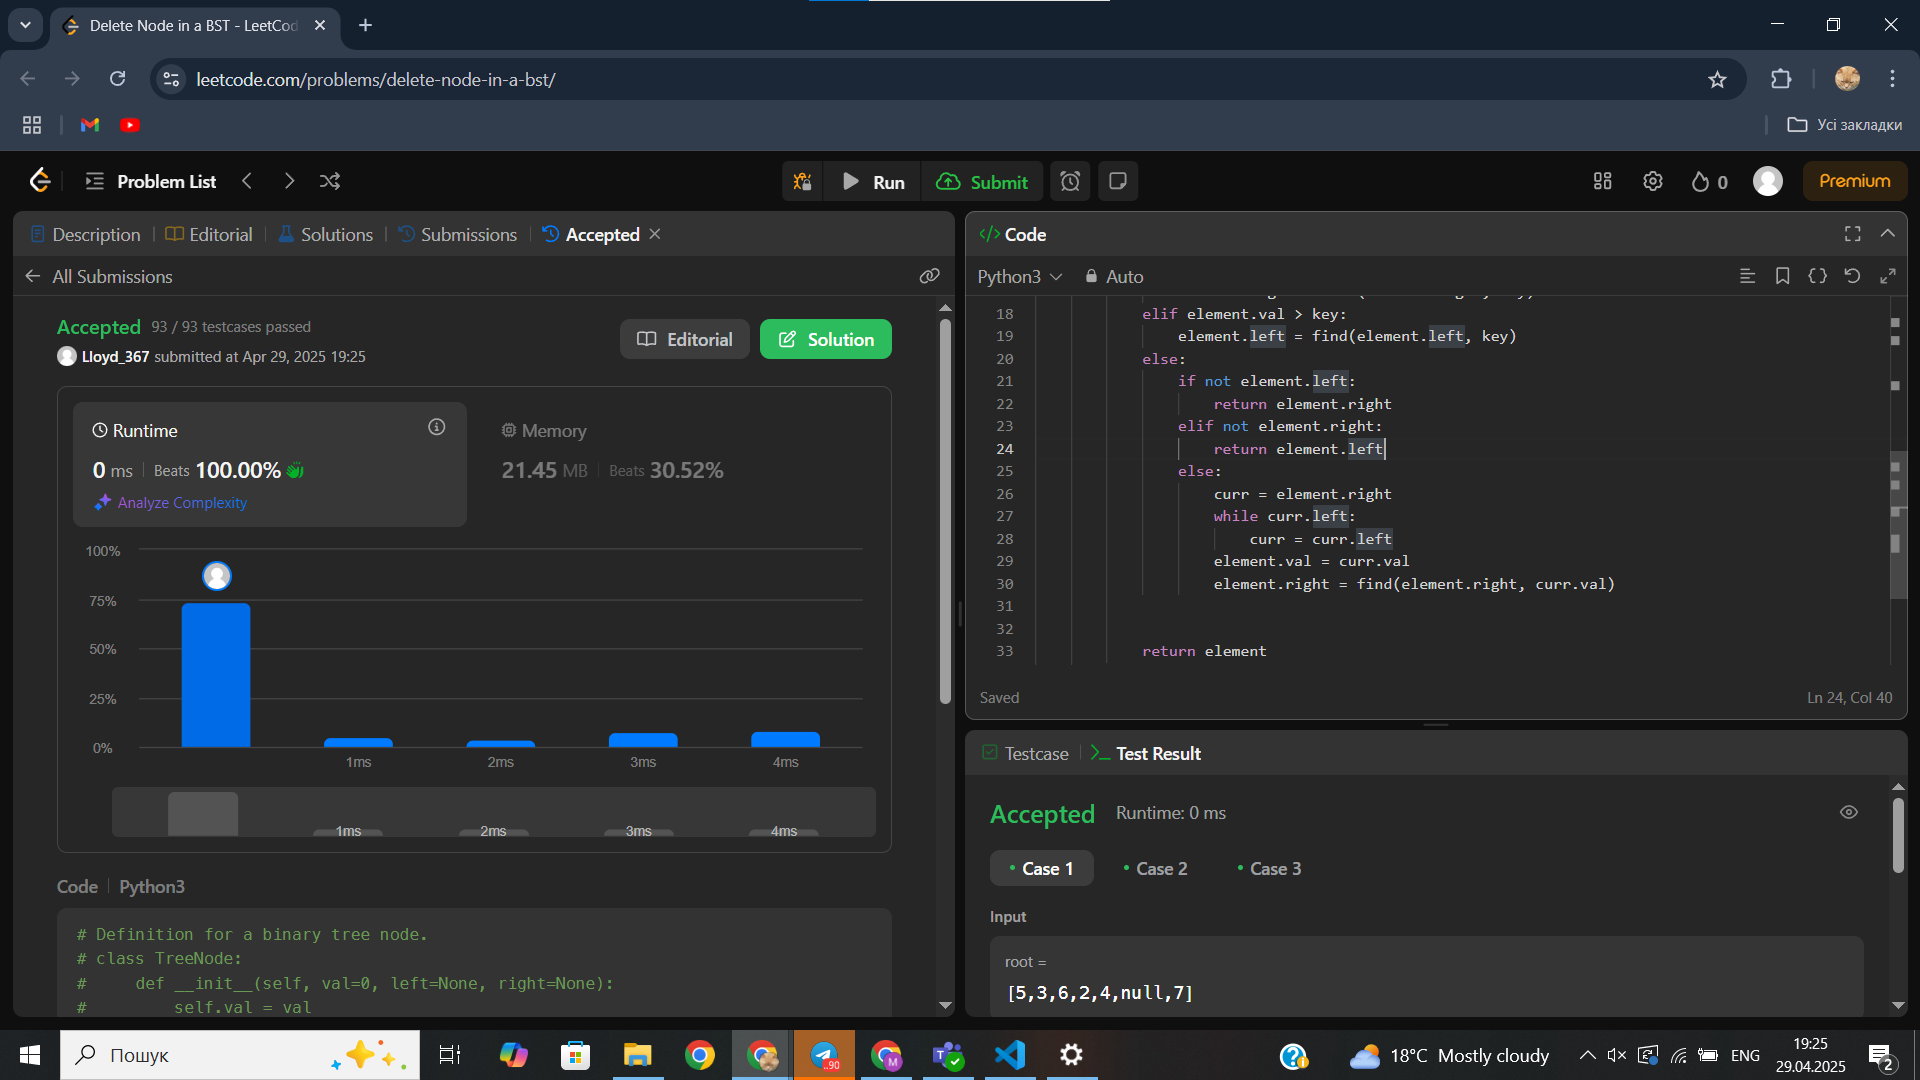 Delete Node in a BST - LeetCod
leetcode.com/problems/delete-node-in-a-bst/
Усі закладки
Problem List
Run
Submit
0
Premium
Description
Editorial
Solutions
Submissions
Accepted
All Submissions
Accepted 93 / 93 testcases passed
Lloyd_367 submitted at Apr 29, 2025 19:25
Editorial
Solution
Runtime
0 ms Beats 100.00%
Analyze Complexity
Memory
21.45 MB Beats 30.52%
100%
75%
50%
25%
0%
1ms 2ms 3ms 4ms
1ms 2ms 3ms 4ms
Code Python3
# Definition for a binary tree node.
# class TreeNode:
#     def __init__(self, val=0, left=None, right=None):
#         self.val = val
Code
Python3 Auto
18 elif element.val > key:
19 element.left = find(element.left, key)
20 else:
21 if not element.left:
22 return element.right
23 elif not element.right:
24 return element.left
25 else:
26 curr = element.right
27 while curr.left:
28 curr = curr.left
29 element.val = curr.val
30 element.right = find(element.right, curr.val)
31
32
33 return element
Saved
Ln 24, Col 40
Testcase
Test Result
Accepted Runtime: 0 ms
Case 1
Case 2
Case 3
Input
root =
[5,3,6,2,4,null,7]
Пошук
..90
M
18°C Mostly cloudy
ENG
19:25
29.04.2025
2